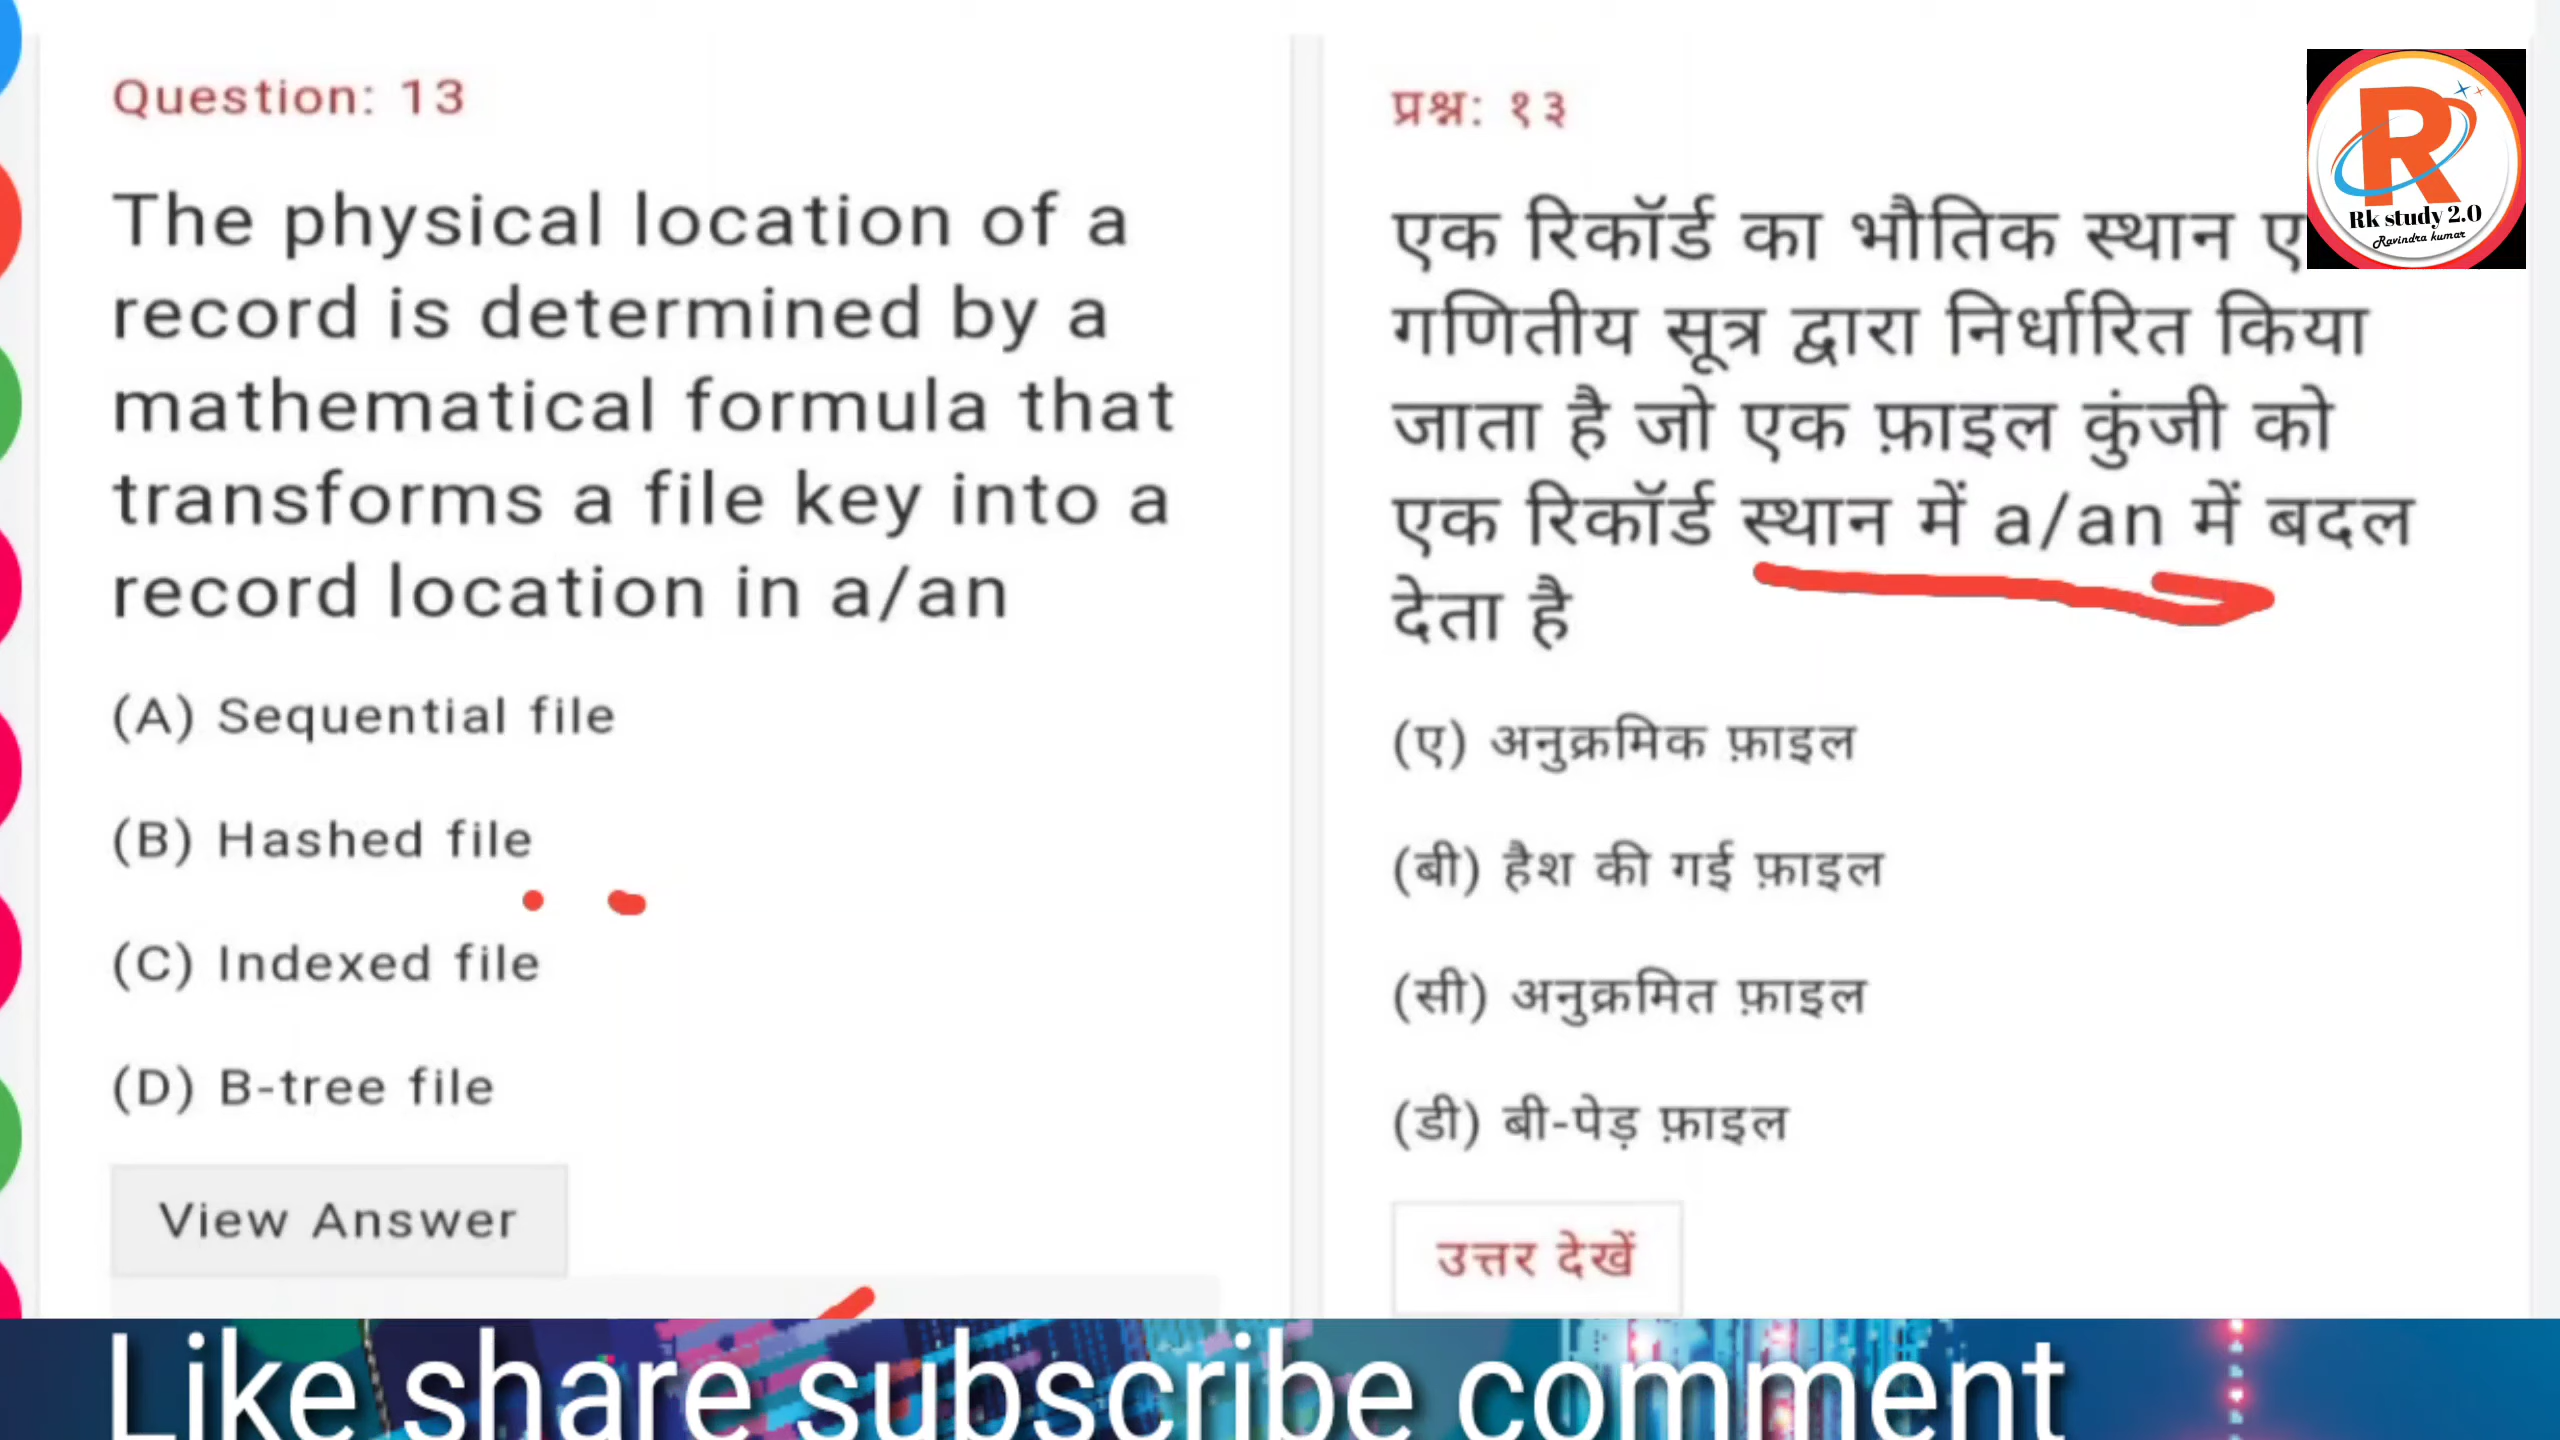 Question: 13
The physical location of a
record is determined by a
mathematical formula that
transforms a file key into a
record location in a/an
(A) Sequential file
(B) Hashed file
(C) Indexed file
(D) B-tree file
View Answer
प्रश्न: १३
एक रिकॉर्ड का भौतिक स्थान ए
गणितीय सूत्र द्वारा निर्धारित किया
जाता है जो एक फ़ाइल कुंजी को
एक रिकॉर्ड स्थान में a/an में बदल
देता है
(ए) अनुक्रमिक फ़ाइल
(बी) हैश की गई फ़ाइल
(सी) अनुक्रमित फ़ाइल
(डी) बी-पेड़ फ़ाइल
उत्तर देखें
R
Rk study 2.0
Ravindra kumar
Like share subscribe comment